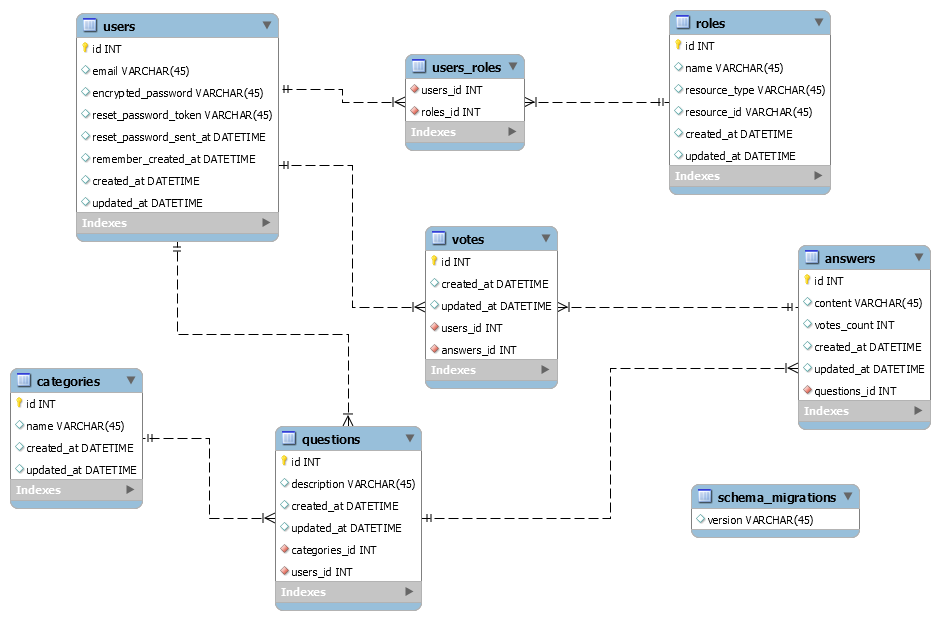 users
id INT
email VARCHAR(45)
encrypted_password VARCHAR(45)
reset_password_token VARCHAR(45)
reset_password_sent_at DATETIME
remember_created_at DATETIME
created_at DATETIME
updated_at DATETIME
Indexes
users_roles
users_id INT
roles_id INT
Indexes
roles
id INT
name VARCHAR(45)
resource_type VARCHAR(45)
resource_id VARCHAR(45)
created_at DATETIME
updated_at DATETIME
Indexes
votes
id INT
created_at DATETIME
updated_at DATETIME
users_id INT
answers_id INT
Indexes
answers
id INT
content VARCHAR(45)
votes_count INT
created_at DATETIME
updated_at DATETIME
questions_id INT
Indexes
categories
id INT
name VARCHAR(45)
created_at DATETIME
updated_at DATETIME
Indexes
questions
id INT
description VARCHAR(45)
created_at DATETIME
updated_at DATETIME
categories_id INT
users_id INT
Indexes
schema_migrations
version VARCHAR(45)